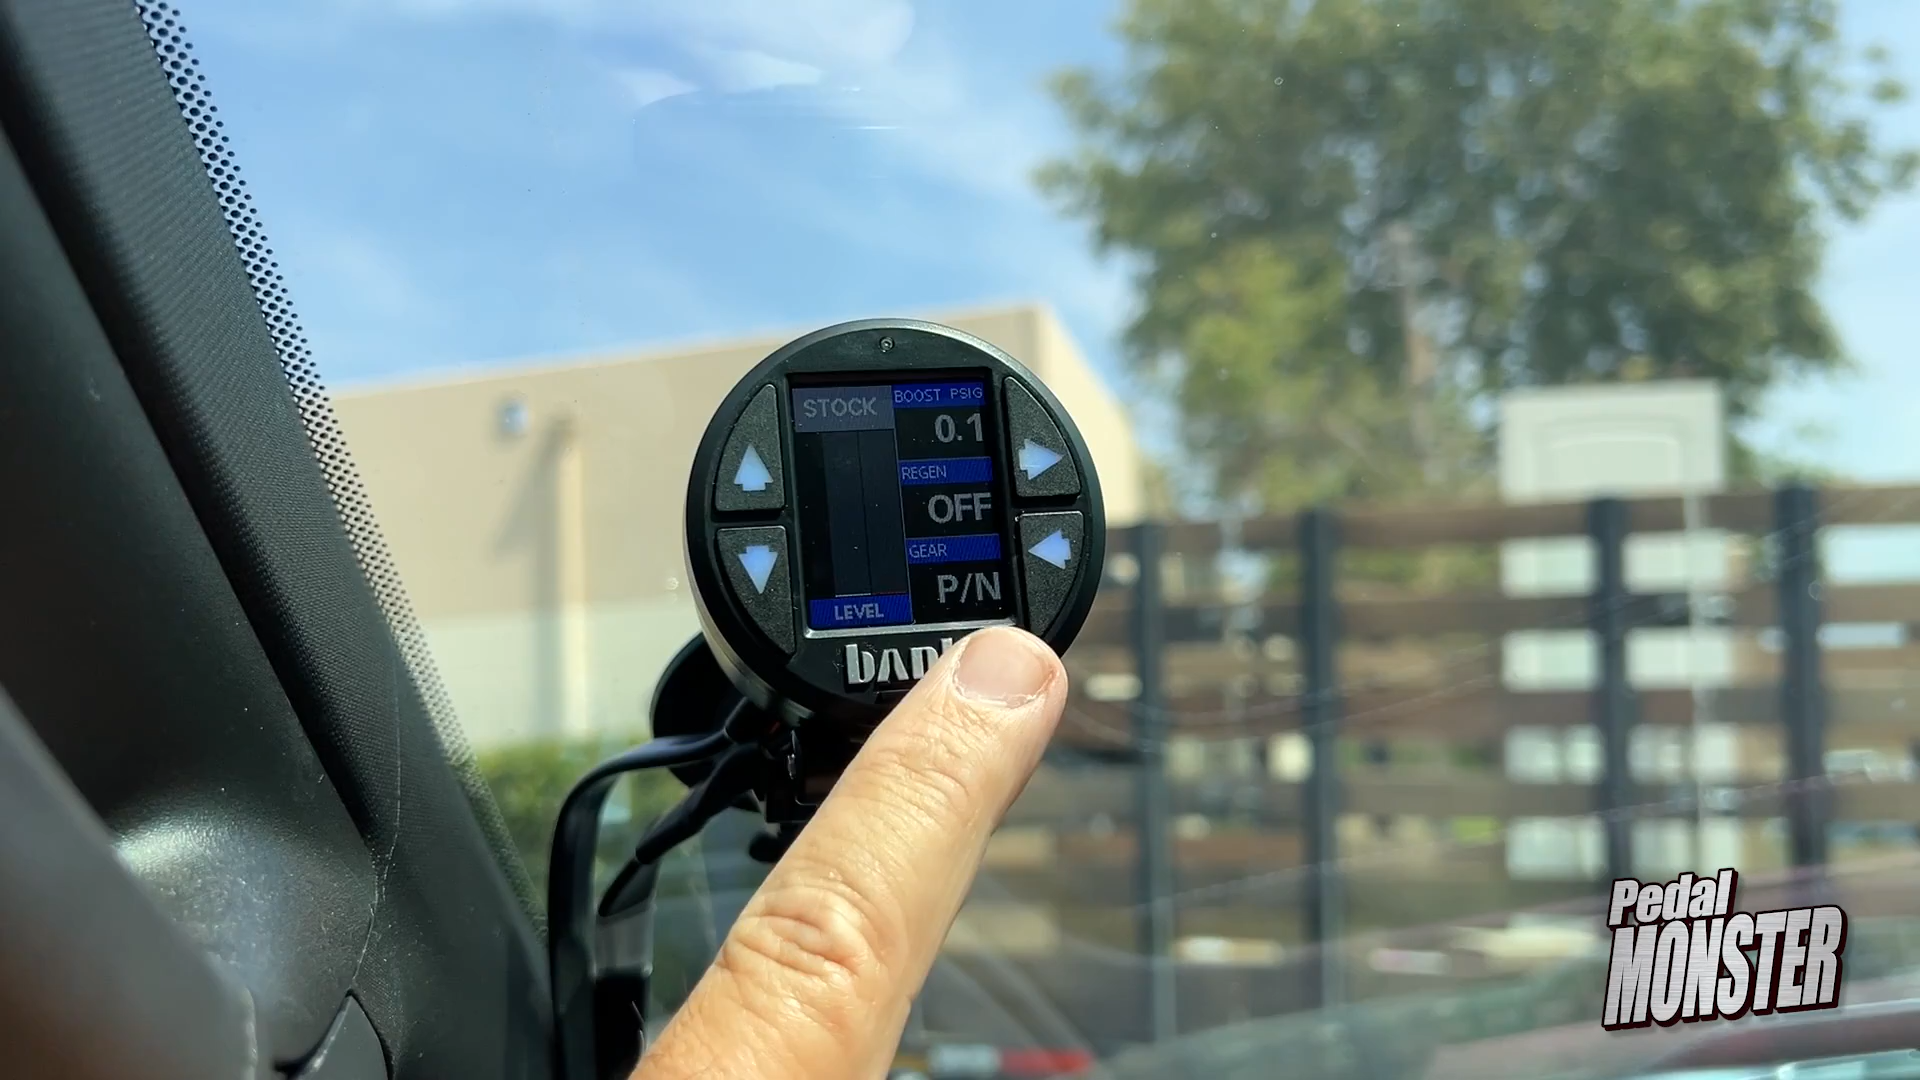 STOCK
BOOST PSIG
0.1
REGEN
OFF
GEAR
P/N
LEVEL
Pedal
MONSTER